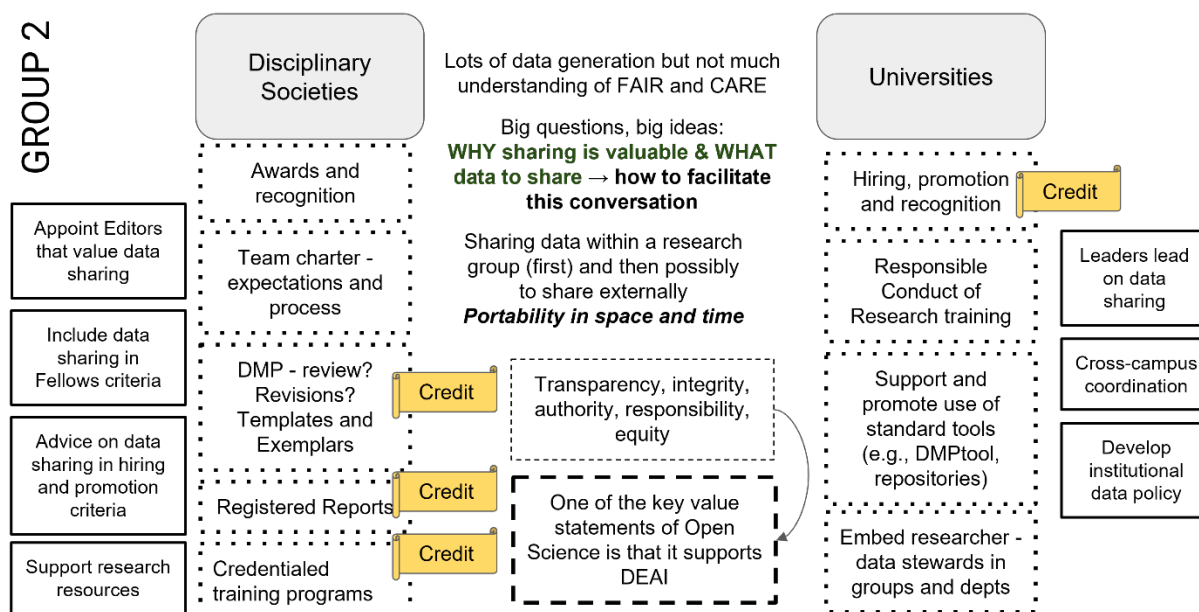 GROUP 2
Disciplinary
Societies
Awards and
recognition
Team charter -
expectations and
process
DMP - review?
Revisions?
Templates and
Exemplars
Credit
Registered Reports
Credit
Credentialed
training programs
Credit
Appoint Editors
that value data
sharing
Include data
sharing in
Fellows criteria
Advice on data
sharing in hiring
and promotion
criteria
Support research
resources
Lots of data generation but not much
understanding of FAIR and CARE
Big questions, big ideas:
WHY sharing is valuable & WHAT
data to share → how to facilitate
this conversation
Sharing data within a research
group (first) and then possibly
to share externally
Portability in space and time
Transparency, integrity,
authority, responsibility,
equity
One of the key value
statements of Open
Science is that it supports
DEAI
Universities
Hiring, promotion
and recognition
Credit
Responsible
Conduct of
Research training
Support and
promote use of
standard tools
(e.g., DMPtool,
repositories)
Embed researcher -
data stewards in
groups and depts
Leaders lead
on data
sharing
Cross-campus
coordination
Develop
institutional
data policy